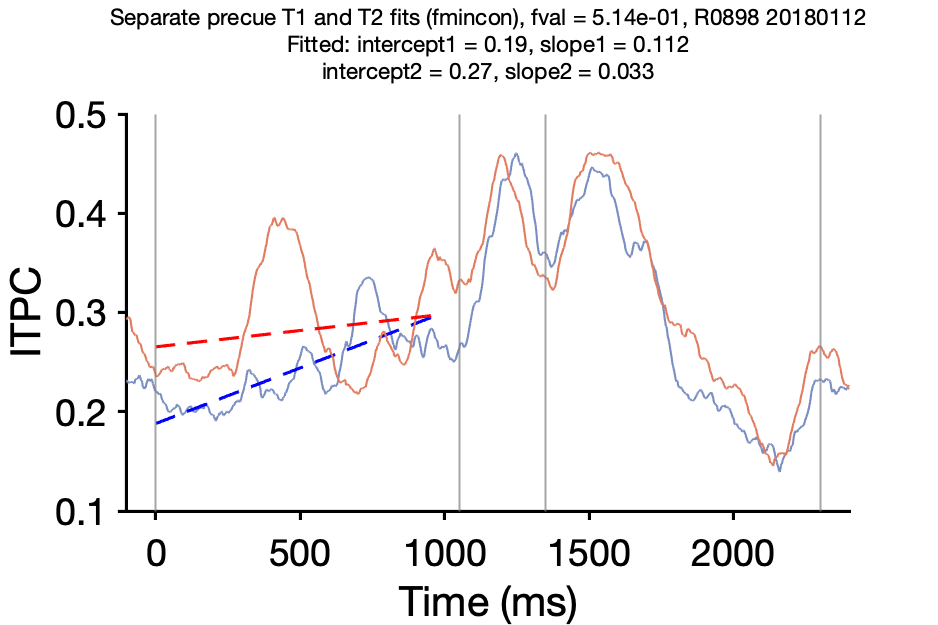 Separate precue T1 and T2 fits (fmincon), fval = 5.14e-01, R0898 20180112
Fitted: intercept1 = 0.19, slope1 = 0.112
intercept2 = 0.27, slope2 = 0.033
0.5
0.4
0.3
0.2
0.1
ITPC
0 500 1000 1500 2000
Time (ms)